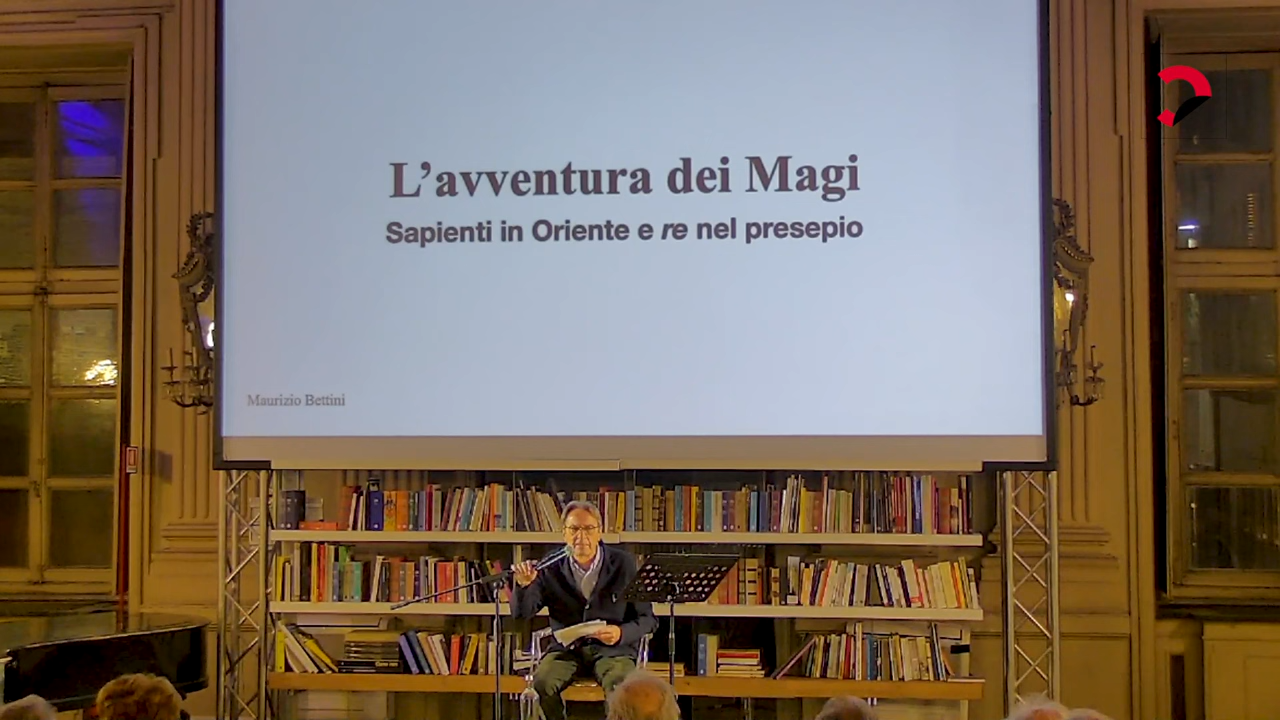 L'avventura dei Magi
Sapienti in Oriente e re nel presepio
Maurizio Bettini